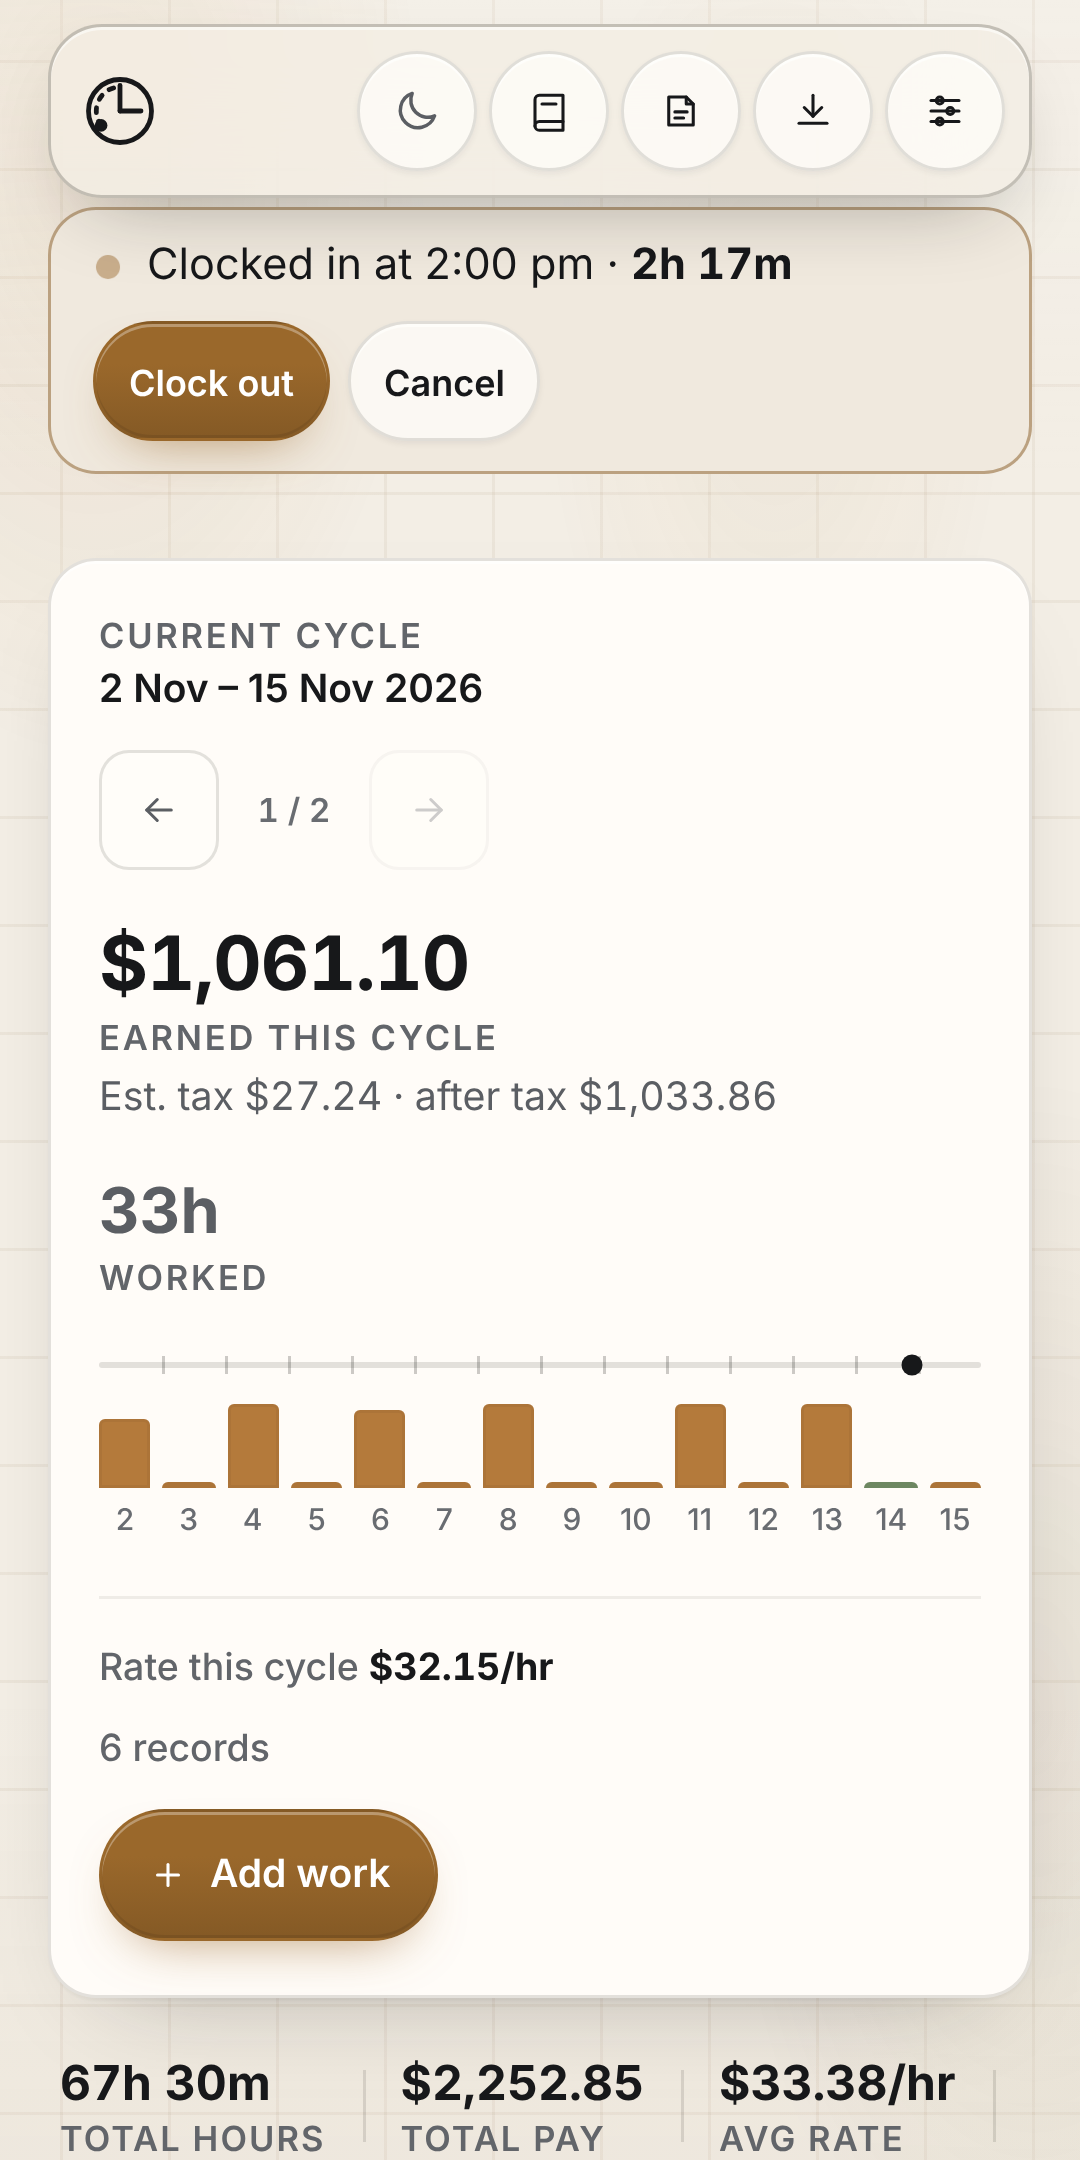 Clocked in at 2:00 pm · 2h 17m
Clock out Cancel
CURRENT CYCLE
2 Nov – 15 Nov 2026
1 / 2
$1,061.10
EARNED THIS CYCLE
Est. tax $27.24 · after tax $1,033.86
33h
WORKED
2 3 4 5 6 7 8 9 10 11 12 13 14 15
Rate this cycle $32.15/hr
6 records
+ Add work
67h 30m $2,252.85 $33.38/hr
TOTAL HOURS TOTAL PAY AVG RATE